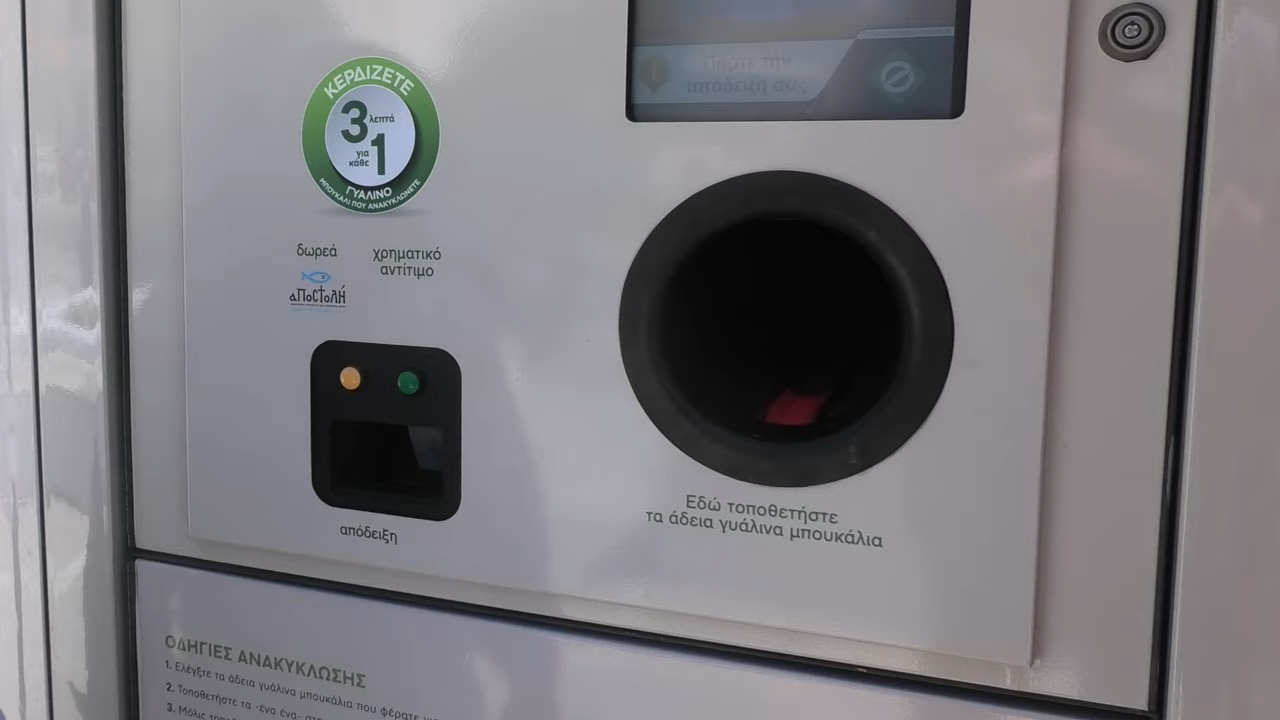 Πάρτε την
απόδειξή σας
ΚΕΡΔΙΖΕΤΕ
3 λεπτά
για
κάθε 1
ΓΥΑΛΙΝΟ
ΜΠΟΥΚΑΛΙ ΠΟΥ ΑΝΑΚΥΚΛΩΝΕΤΕ
δωρεά
χρηματικό
αντίτιμο
αΠοΣτοΛΗ
απόδειξη
Εδώ τοποθετήστε
τα άδεια γυάλινα μπουκάλια
ΟΔΗΓΙΕΣ ΑΝΑΚΥΚΛΩΣΗΣ
1. Ελέγξτε τα άδεια γυάλινα μπουκάλια που φέρατε
2. Τοποθετήστε τα -ένα ένα-
3. Μόλις